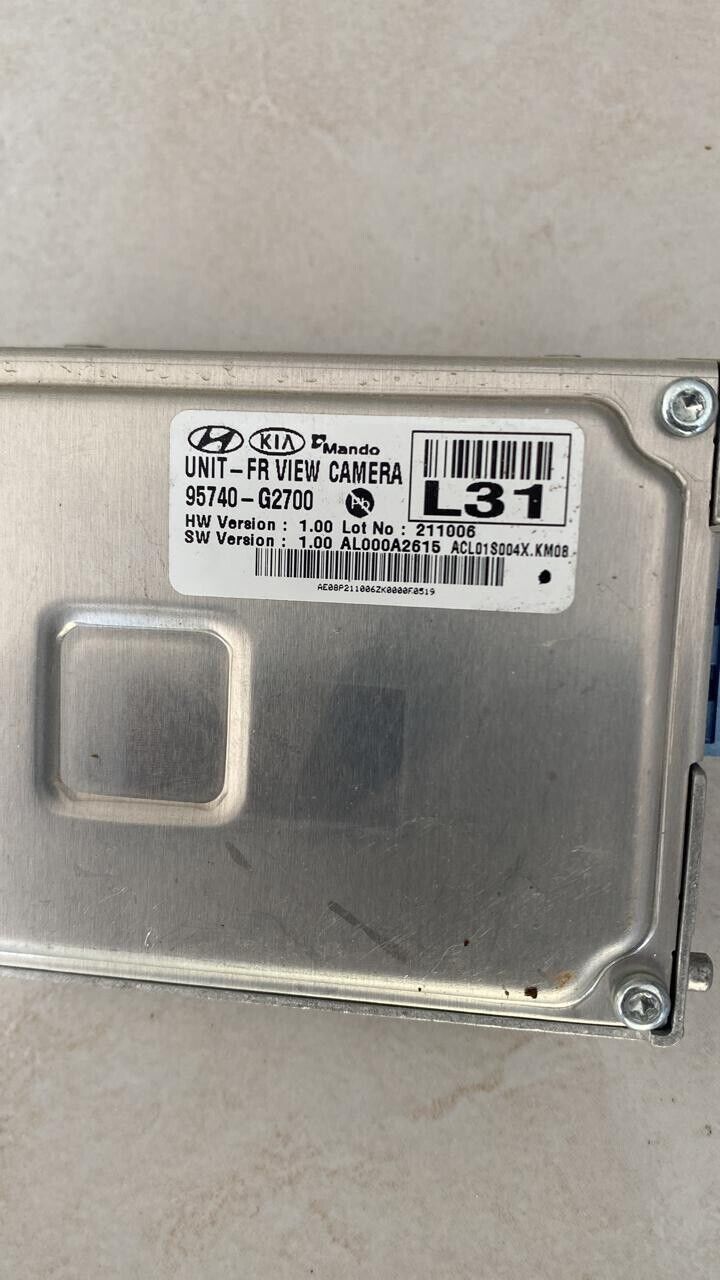 HYUNDAI KIA Mando
UNIT-FR VIEW CAMERA
95740-G2700 Pb
L31
HW Version : 1.00 Lot No : 211006
SW Version : 1.00 AL000A2615 ACL01S004X.KM08
AE08P211006ZK0000F0519